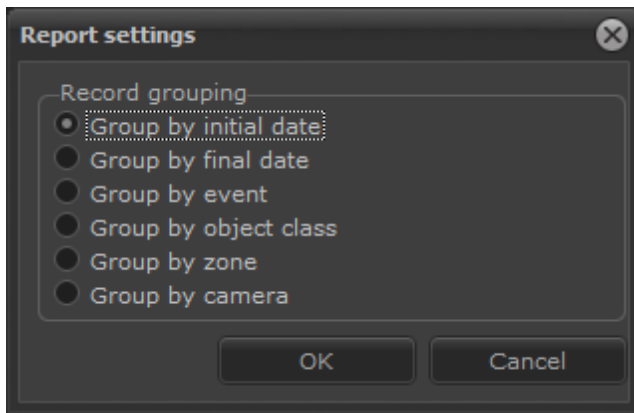 Report settings
Record grouping
Group by initial date
Group by final date
Group by event
Group by object class
Group by zone
Group by camera
OK Cancel